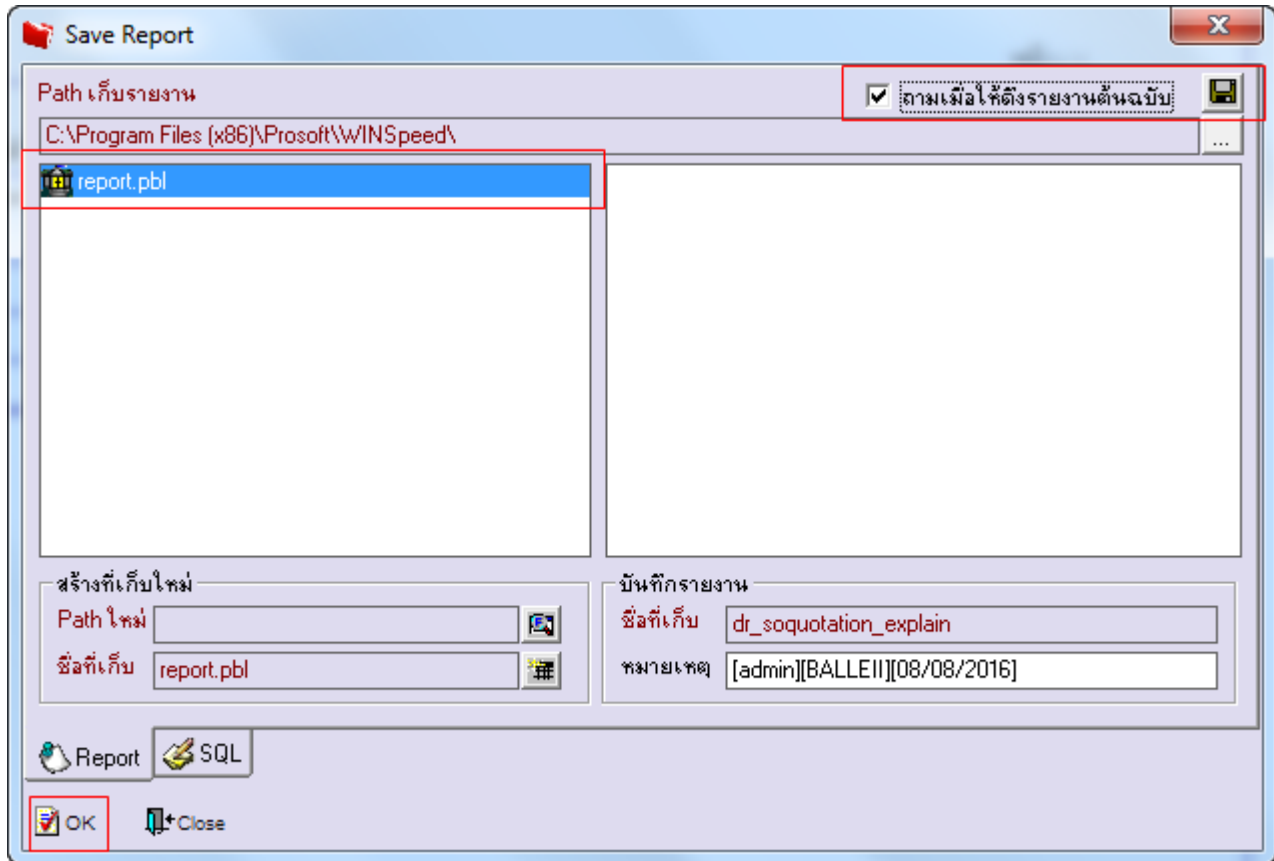 Save Report
Path เก็บรายงาน
ถามเมื่อให้ดึงรายงานต้นฉบับ
C:\Program Files (x86)\Prosoft\WINSpeed\
...
report.pbl
สร้างที่เก็บใหม่
Path ใหม่
ชื่อที่เก็บ report.pbl
บันทึกรายงาน
ชื่อที่เก็บ dr_soquotation_explain
หมายเหตุ [admin][BALLEII][08/08/2016]
Report SQL
OK Close